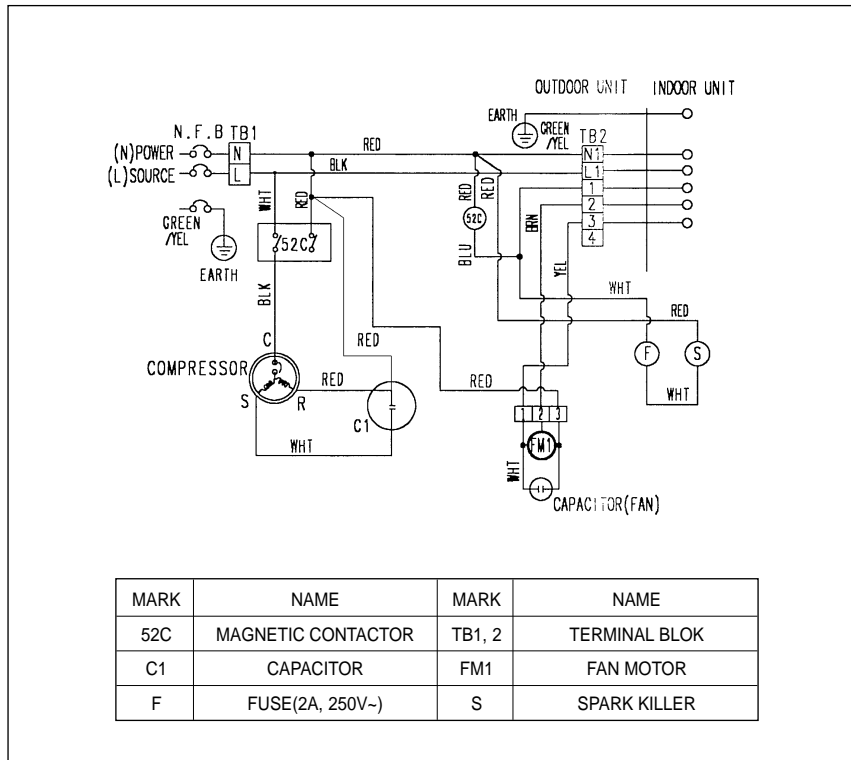 OUTDOOR UNIT INDOOR UNIT
EARTH
GREEN
/YEL
N.F.B TB1
TB2
(N)POWER N
RED
N1
(L)SOURCE L
BLK
L1
1
2
3
4
WHT
RED
RED
RED
BRN
GREEN
/YEL
EARTH
52C
52C
BLU
YEL
BLK
WHT
RED
F
S
C
RED
COMPRESSOR
RED
RED
WHT
S
R
C1
1 2 3
WHT
FM1
WHT
CAPACITOR(FAN)
MARK NAME MARK NAME
52C MAGNETIC CONTACTOR TB1, 2 TERMINAL BLOK
C1 CAPACITOR FM1 FAN MOTOR
F FUSE(2A, 250V~) S SPARK KILLER